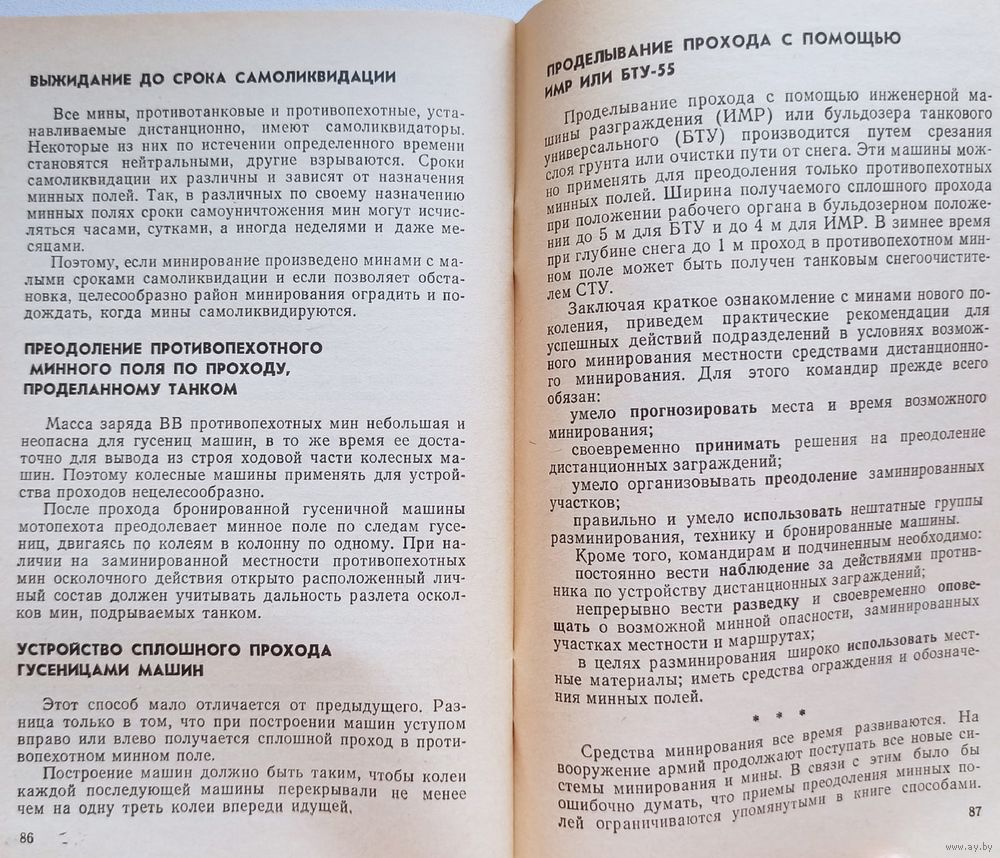 ВЫЖИДАНИЕ ДО СРОКА САМОЛИКВИДАЦИИ
Все мины, противотанковые и противопехотные, уста-
навливаемые дистанционно, имеют самоликвидаторы.
Некоторые из них по истечении определенного времени
становятся нейтральными, другие взрываются. Сроки
самоликвидации их различны и зависят от назначения
минных полей. Так, в различных по своему назначению
минных полях сроки самоуничтожения мин могут исчис-
ляться часами, сутками, а иногда неделями и даже ме-
сяцами.
Поэтому, если минирование произведено минами с ма-
лыми сроками самоликвидации и если позволяет обста-
новка, целесообразно район минирования оградить и по-
дождать, когда мины самоликвидируются.
ПРЕОДОЛЕНИЕ ПРОТИВОПЕХОТНОГО
МИННОГО ПОЛЯ ПО ПРОХОДУ,
ПРОДЕЛАННОМУ ТАНКОМ
Масса заряда ВВ противопехотных мин небольшая и
неопасна для гусениц машин, в то же время ее доста-
точно для вывода из строя ходовой части колесных ма-
шин. Поэтому колесные машины применять для устрой-
ства проходов нецелесообразно.
После прохода бронированной гусеничной машины
мотопехота преодолевает минное поле по следам гусе-
ниц, двигаясь по колеям в колонну по одному. При на-
личии на заминированной местности противопехотных
мин осколочного действия открыто расположенный лич-
ный состав должен учитывать дальность разлета оскол-
ков мин, подрываемых танком.
УСТРОЙСТВО СПЛОШНОГО ПРОХОДА
ГУСЕНИЦАМИ МАШИН
Этот способ мало отличается от предыдущего. Раз-
ница только в том, что при построении машин уступом
вправо или влево получается сплошной проход в проти-
вопехотном минном поле.
Построение машин должно быть таким, чтобы колеи
каждой последующей машины перекрывали не менее
чем на одну треть колеи впереди идущей.
86
ПРОДЕЛЫВАНИЕ ПРОХОДА С ПОМОЩЬЮ
ИМР ИЛИ БТУ-55
Проделывание прохода с помощью инженерной ма-
шины разграждения (ИМР) или бульдозера танкового
универсального (БТУ) производится путем срезания
слоя грунта или очистки пути от снега. Эти машины мож-
но применять для преодоления только противопехотных
минных полей. Ширина получаемого сплошного прохода
при положении рабочего органа в бульдозерном положе-
нии до 5 м для БТУ и до 4 м для ИМР. В зимнее время
при глубине снега до 1 м проход в противопехотном мин-
ном поле может быть получен танковым снегоочистите-
лем СТУ.
Заключая краткое ознакомление с минами нового по-
коления, приведем практические рекомендации для
успешных действий подразделений в условиях возмож-
ного минирования местности средствами дистанционно-
го минирования. Для этого командир прежде всего
обязан:
умело прогнозировать места и время возможного
минирования;
своевременно принимать решения на преодоление
дистанционных заграждений;
умело организовывать преодоление заминированных
участков;
правильно и умело использовать нештатные группы
разминирования, технику и бронированные машины.
Кроме того, командирам и подчиненным необходимо:
постоянно вести наблюдение за действиями против-
ника по устройству дистанционных заграждений;
непрерывно вести разведку и своевременно опове-
щать о возможной минной опасности, заминированных
участках местности и маршрутах;
в целях разминирования широко использовать мест-
ные материалы; иметь средства ограждения и обозначе-
ния минных полей.
* * *
Средства минирования все время развиваются. На
вооружение армий продолжают поступать все новые си-
стемы минирования и мины. В связи с этим было бы
ошибочно думать, что приемы преодоления минных по-
лей ограничиваются упомянутыми в книге способами.
87
www.ay.by